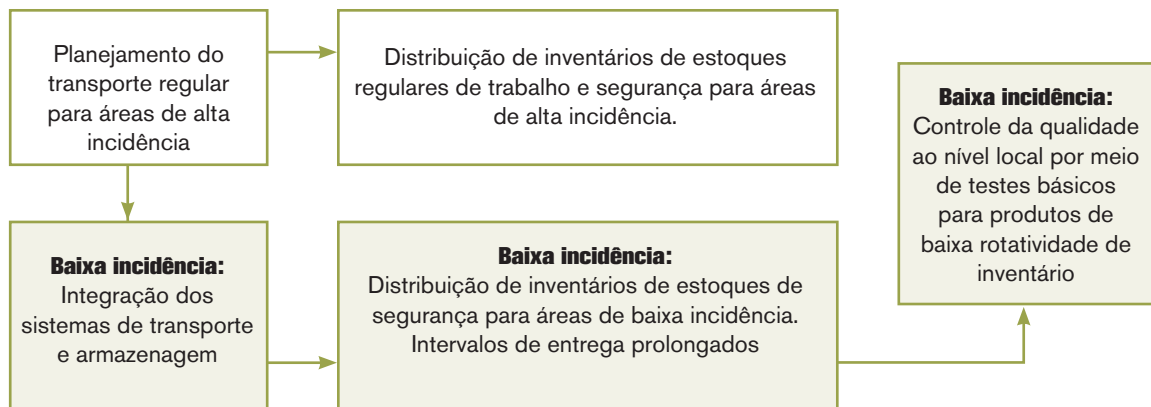 Planejamento do
transporte regular
para áreas de alta
incidência
Distribuição de inventários de estoques
regulares de trabalho e segurança para áreas
de alta incidência.
Baixa incidência:
Integração dos
sistemas de transporte
e armazenagem
Baixa incidência:
Distribuição de inventários de estoques de
segurança para áreas de baixa incidência.
Intervalos de entrega prolongados
Baixa incidência:
Controle da qualidade
ao nível local por meio
de testes básicos
para produtos de
baixa rotatividade de
inventário